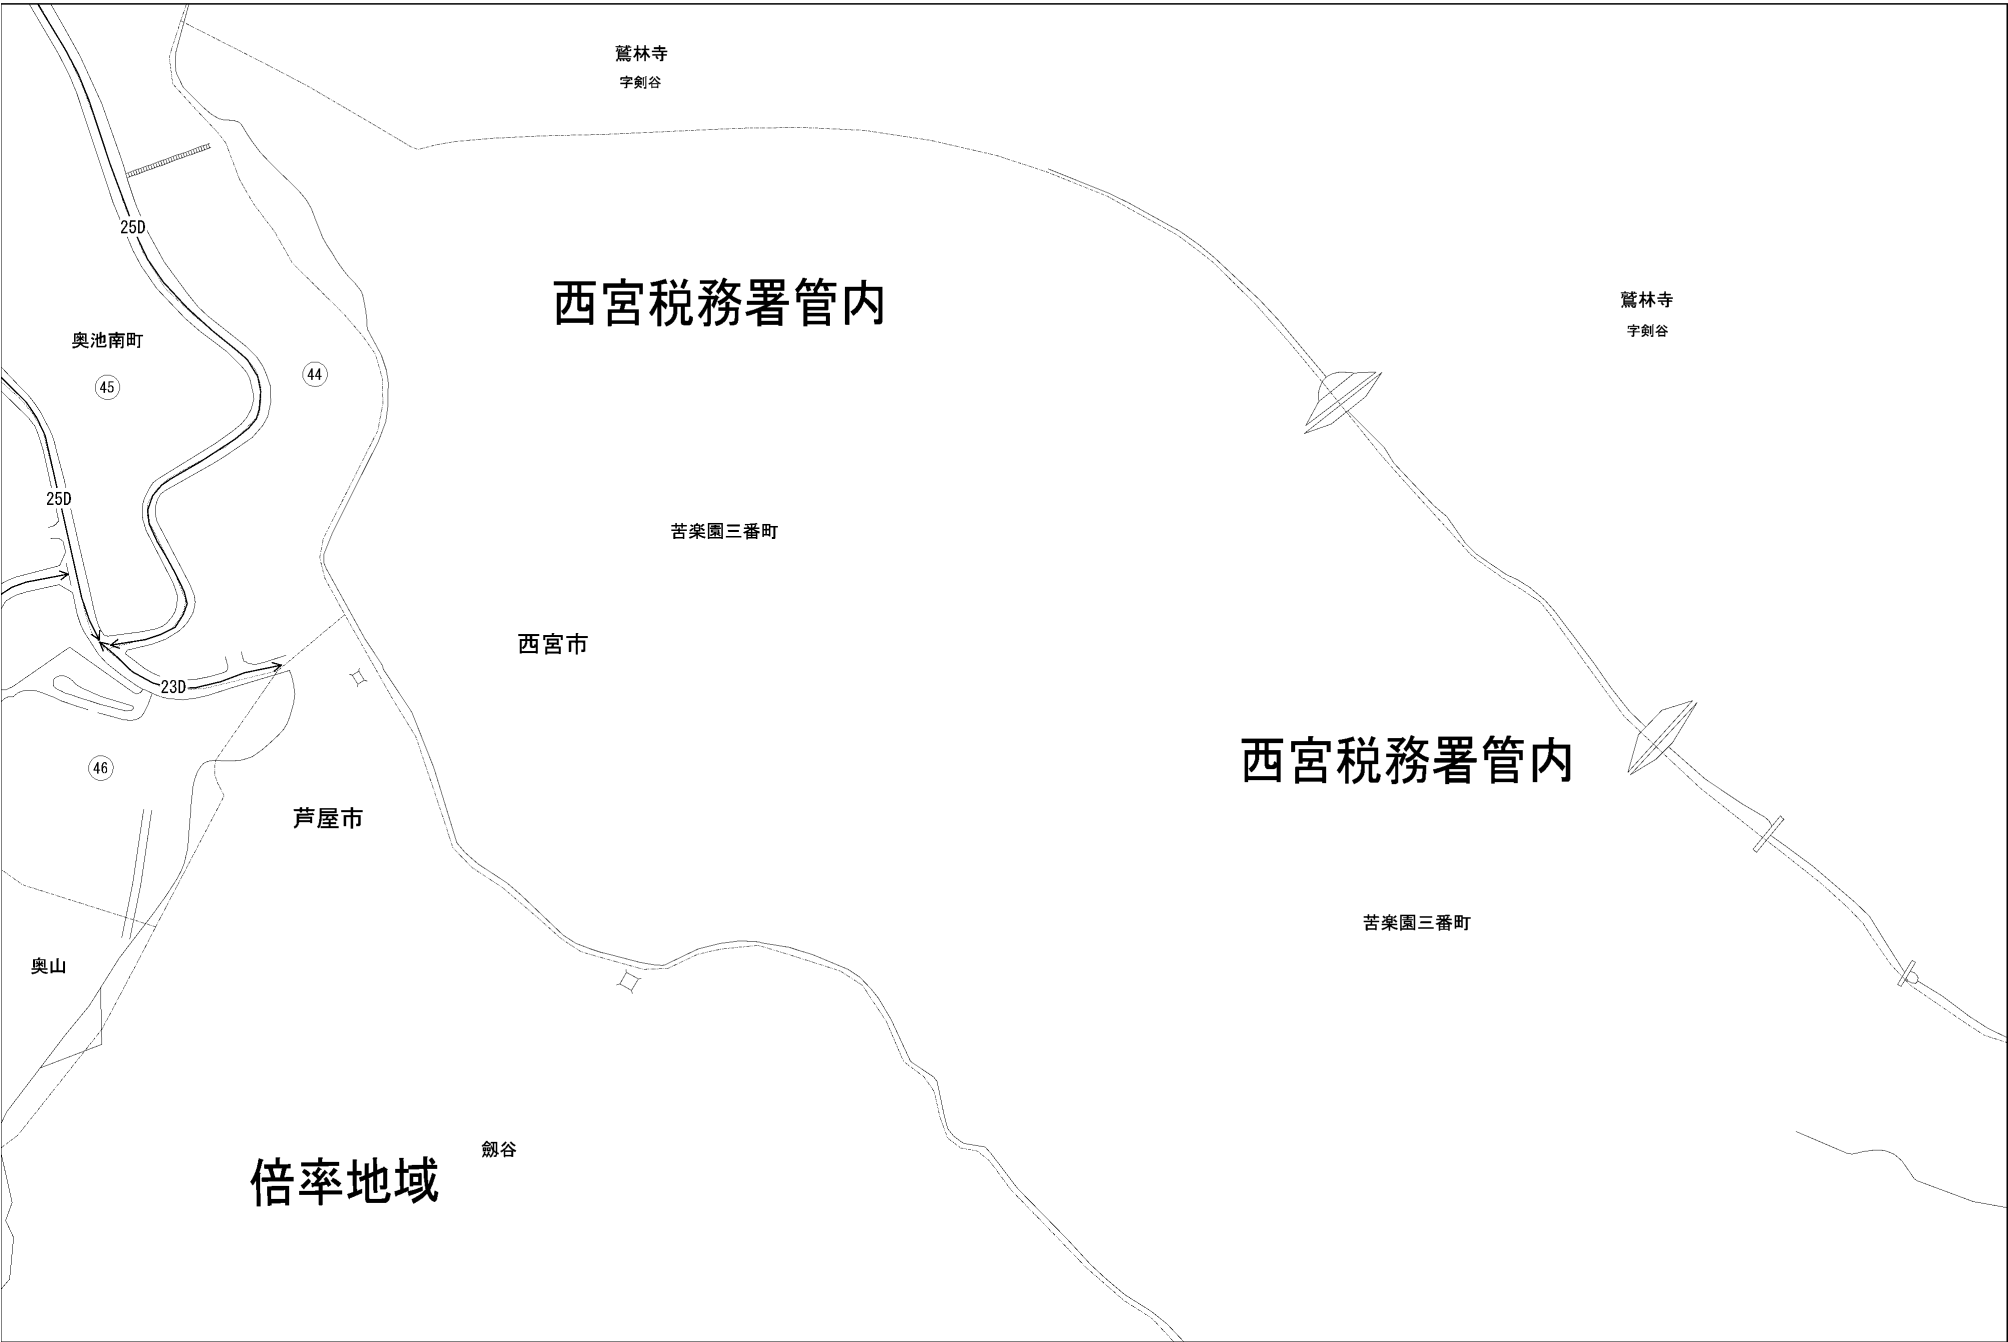 鷲林寺
字剣谷
25D
西宮税務署管内
鷲林寺
字剣谷
奥池南町
44
45
25D
苦楽園三番町
西宮市
23D
西宮税務署管内
46
芦屋市
苦楽園三番町
奥山
劔谷
倍率地域